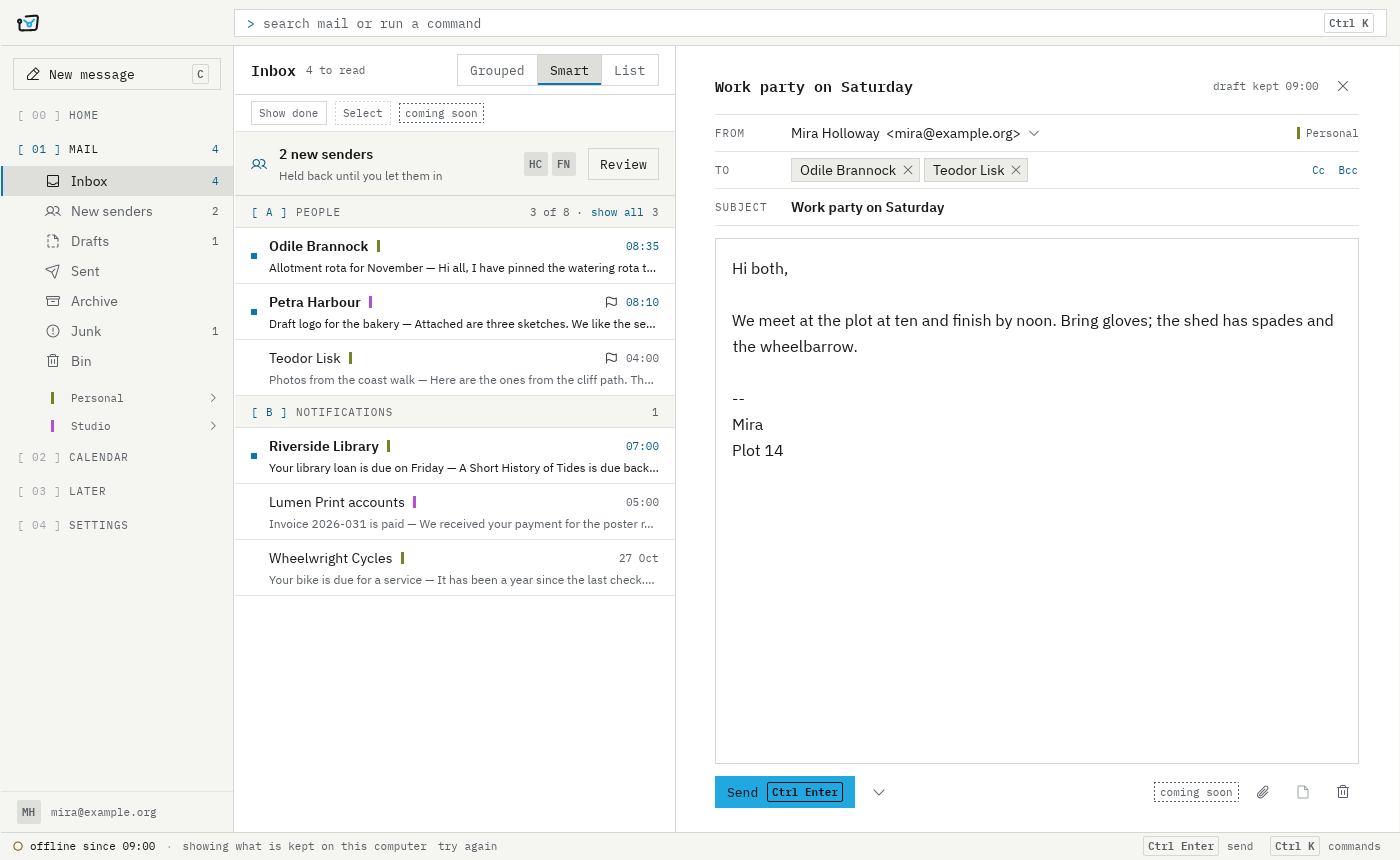 > search mail or run a command Ctrl K
New message C
[ 00 ] HOME
[ 01 ] MAIL 4
Inbox 4
New senders 2
Drafts 1
Sent
Archive
Junk 1
Bin
Personal
Studio
[ 02 ] CALENDAR
[ 03 ] LATER
[ 04 ] SETTINGS
MH mira@example.org
Inbox 4 to read Grouped Smart List
Show done Select coming soon
2 new senders
Held back until you let them in
HC FN Review
[ A ] PEOPLE 3 of 8 · show all 3
Odile Brannock 08:35
Allotment rota for November — Hi all, I have pinned the watering rota t…
Petra Harbour 08:10
Draft logo for the bakery — Attached are three sketches. We like the se…
Teodor Lisk 04:00
Photos from the coast walk — Here are the ones from the cliff path. Th…
[ B ] NOTIFICATIONS 1
Riverside Library 07:00
Your library loan is due on Friday — A Short History of Tides is due back…
Lumen Print accounts 05:00
Invoice 2026-031 is paid — We received your payment for the poster r…
Wheelwright Cycles 27 Oct
Your bike is due for a service — It has been a year since the last check.…
Work party on Saturday draft kept 09:00
FROM Mira Holloway <mira@example.org> Personal
TO Odile Brannock Teodor Lisk Cc Bcc
SUBJECT Work party on Saturday
Hi both,
We meet at the plot at ten and finish by noon. Bring gloves; the shed has spades and
the wheelbarrow.
--
Mira
Plot 14
Send Ctrl Enter coming soon
offline since 09:00 · showing what is kept on this computer try again Ctrl Enter send Ctrl K commands